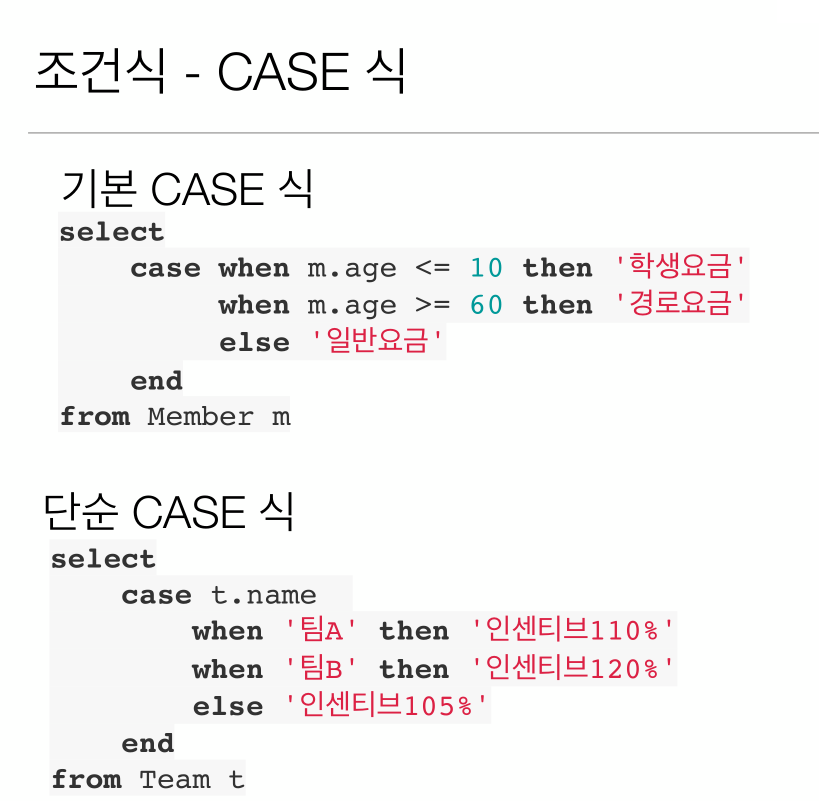 조건식 - CASE 식
기본 CASE 식
select
    case when m.age <= 10 then '학생요금'
         when m.age >= 60 then '경로요금'
         else '일반요금'
    end
from Member m
단순 CASE 식
select
    case t.name
        when '팀A' then '인센티브110%'
        when '팀B' then '인센티브120%'
        else '인센티브105%'
    end
from Team t